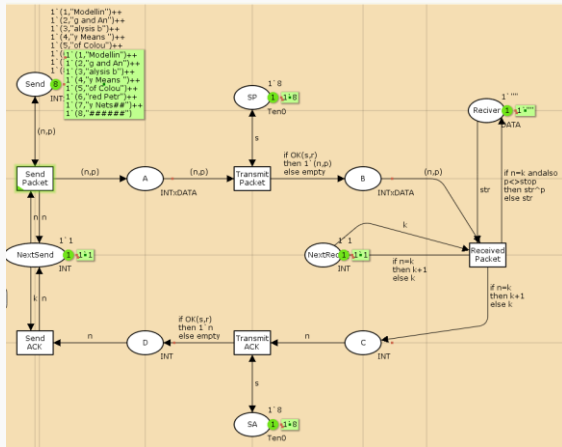 1`(1,"Modellin")++
1`(2,"g and An")++
1`(3,"alysis b")++
1`(4,"y Means ")++
1`(5,"of Colou")++
1`(1,"Modellin")++
1`(2,"g and An")++
1`(3,"alysis b")++
1`(4,"y Means ")++
1`(5,"of Colou")++
1`(6,"red Petr")++
1`(7,"y Nets##")++
1`(8,"######")
Send
8
INT
1`8
SP
1
1`8
Ten0
1`""
Reciver
1
1`""
DATA
(n,p)
s
if OK(s,r)
then 1`(n,p)
else empty
str
if n=k andalso
p<>stop
then str^p
else str
Send
Packet
(n,p)
A
INTxDATA
(n,p)
Transmit
Packet
B
INTxDATA
(n,p)
n
n
k
1`1
NextSend
1
1`1
INT
1`1
NextRec
1
1`1
INT
if n=k
then k+1
else k
Received
Packet
k
n
if n=k
then k+1
else k
if OK(s,r)
then 1`n
else empty
Send
ACK
n
D
INT
Transmit
ACK
n
C
INT
s
1`8
SA
1
1`8
Ten0